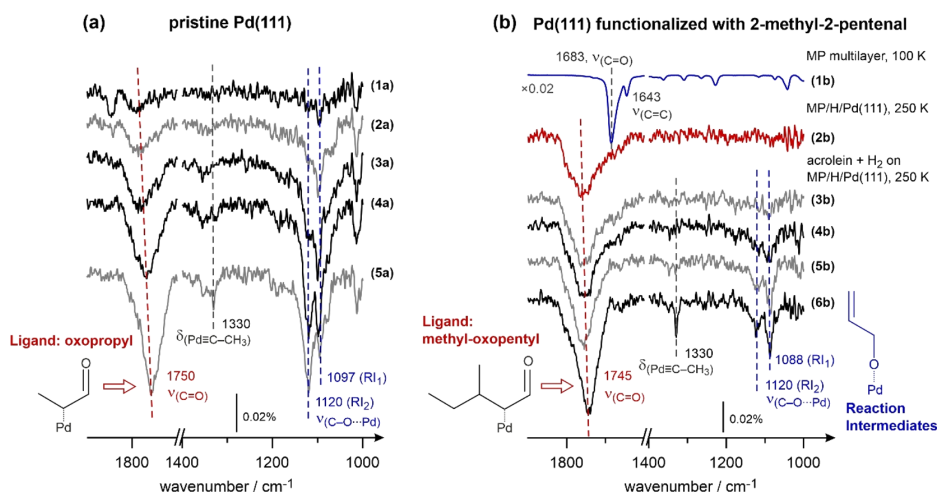 (a) pristine Pd(111)
(1a)
(2a)
(3a)
(4a)
(5a)
1330
δ(Pd≡C–CH3)
Ligand: oxopropyl
O
Pd
1750
ν(C=O)
1097 (RI1)
1120 (RI2)
ν(C–O···Pd)
0.02%
1800
1400
1200
1000
wavenumber / cm-1
(b) Pd(111) functionalized with 2-methyl-2-pentenal
1683, ν(C=O)
MP multilayer, 100 K
(1b)
×0.02
1643
ν(C=C)
MP/H/Pd(111), 250 K
(2b)
acrolein + H2 on
MP/H/Pd(111), 250 K
(3b)
(4b)
(5b)
(6b)
Ligand:
methyl-oxopentyl
O
Pd
1745
ν(C=O)
1330
δ(Pd≡C–CH3)
1088 (RI1)
1120 (RI2)
ν(C–O···Pd)
0.02%
O
Pd
Reaction
Intermediates
1800
1600
1400
1200
1000
wavenumber / cm-1